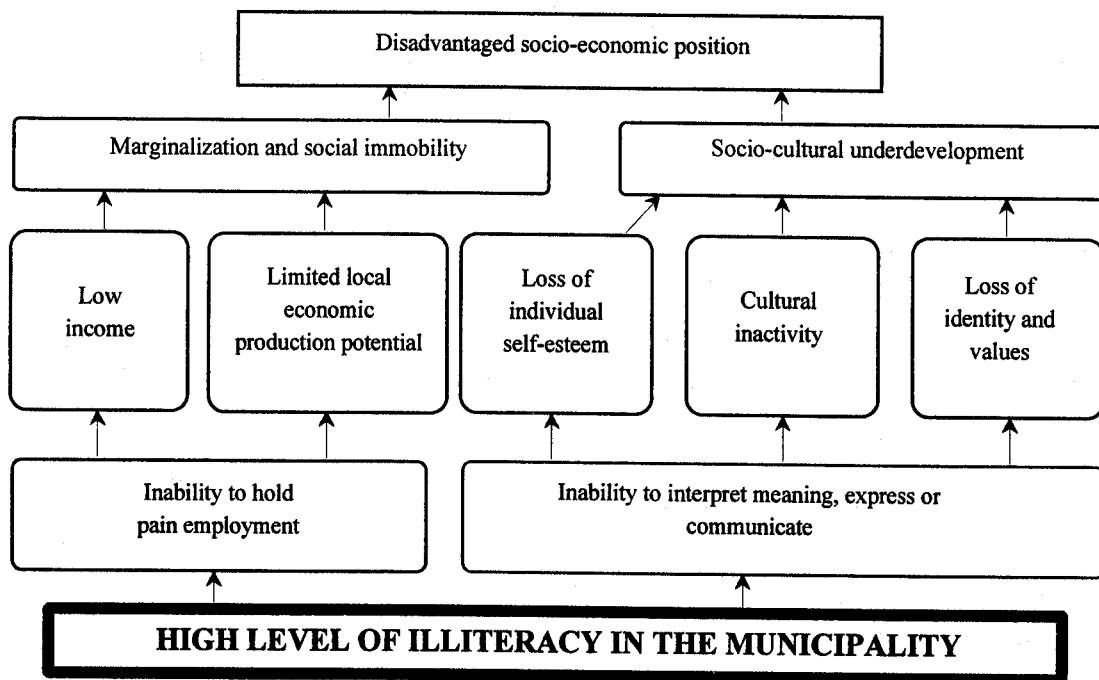 Disadvantaged socio-economic position
Marginalization and social immobility
Socio-cultural underdevelopment
Low
income
Limited local
economic
production potential
Loss of
individual
self-esteem
Cultural
inactivity
Loss of
identity and
values
Inability to hold
pain employment
Inability to interpret meaning, express or
communicate
HIGH LEVEL OF ILLITERACY IN THE MUNICIPALITY